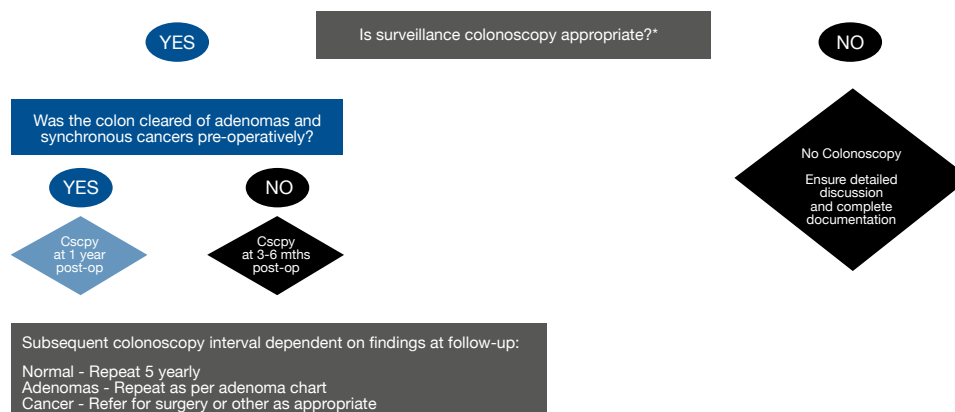 Is surveillance colonoscopy appropriate?*
YES
NO
Was the colon cleared of adenomas and
synchronous cancers pre-operatively?
YES
NO
Cscpy
at 1 year
post-op
Cscpy
at 3-6 mths
post-op
No Colonoscopy
Ensure detailed
discussion
and complete
documentation
Subsequent colonoscopy interval dependent on findings at follow-up:
Normal - Repeat 5 yearly
Adenomas - Repeat as per adenoma chart
Cancer - Refer for surgery or other as appropriate